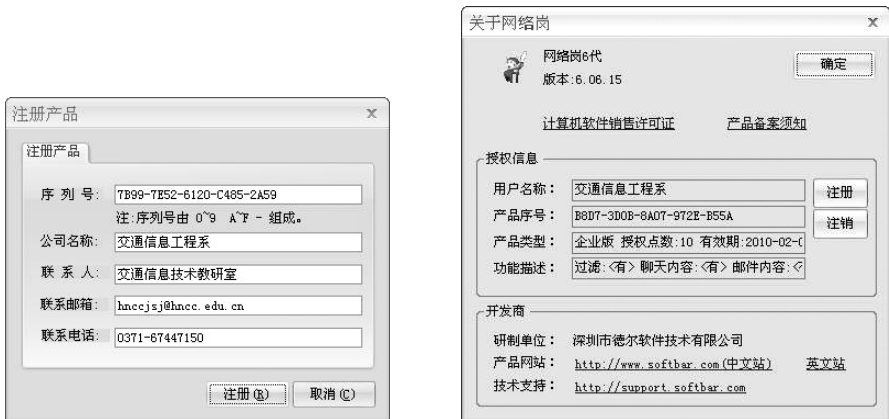 注册产品
注册产品
序 列 号: 7B99-7E52-6120-C485-2A59
注:序列号由 0~9 A~F - 组成。
公司名称: 交通信息工程系
联 系 人: 交通信息技术教研室
联系邮箱: hnccjsj@hncc.edu.cn
联系电话: 0371-67447150
注册(R) 取消(C)
关于网络岗
网络岗6代
版本:6.06.15
确定
计算机软件销售许可证 产品备案须知
授权信息
用户名称: 交通信息工程系
注册
产品序号: B8D7-3D0B-8A07-972E-B55A
注销
产品类型: 企业版 授权点数:10 有效期:2010-02-0
功能描述: 过滤:<有> 聊天内容:<有> 邮件内容:<
开发商
研制单位: 深圳市德尔软件技术有限公司
产品网站: http://www.softbar.com(中文站) 英文站
技术支持: http://support.softbar.com